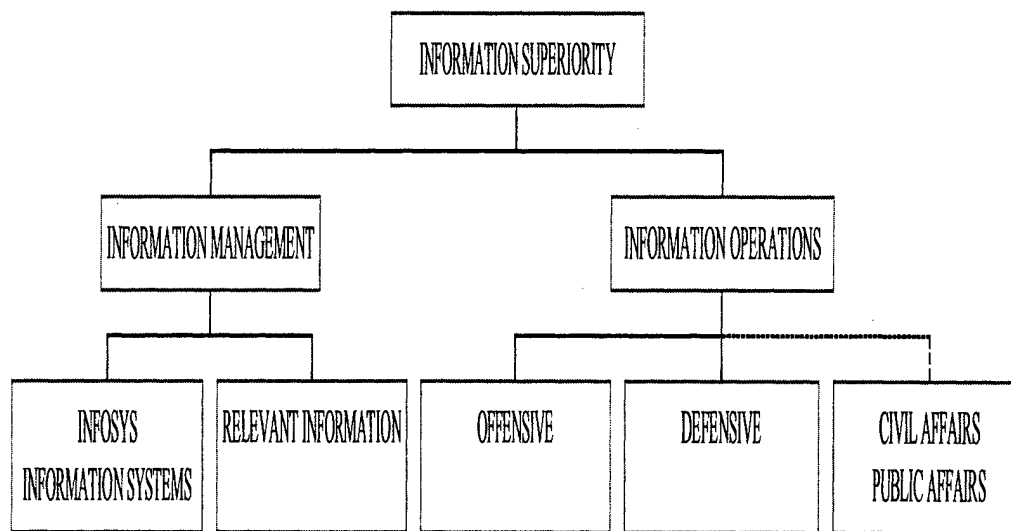 INFORMATION SUPERIORITY
INFORMATION MANAGEMENT
INFORMATION OPERATIONS
INFOSYS
INFORMATION SYSTEMS
RELEVANT INFORMATION
OFFENSIVE
DEFENSIVE
CIVIL AFFAIRS
PUBLIC AFFAIRS